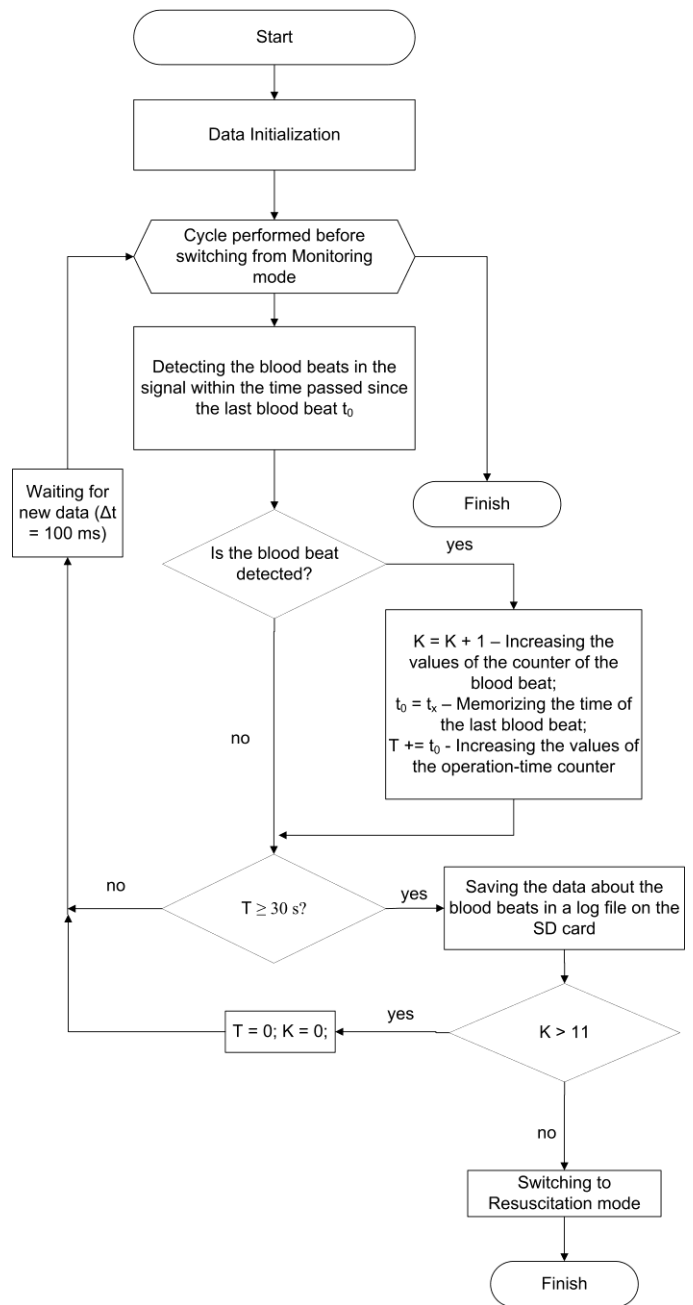 Start
Data Initialization
Cycle performed before
switching from Monitoring
mode
Detecting the blood beats in the
signal within the time passed since
the last blood beat t₀
Waiting for
new data (Δt
= 100 ms)
Finish
Is the blood beat
detected?
yes
K = K + 1 – Increasing the
values of the counter of the
blood beat;
t₀ = tₓ – Memorizing the time of
the last blood beat;
T += t₀ - Increasing the values of
the operation-time counter
no
no
T ≥ 30 s?
yes
Saving the data about the
blood beats in a log file on the
SD card
T = 0; K = 0;
yes
K > 11
no
Switching to
Resuscitation mode
Finish